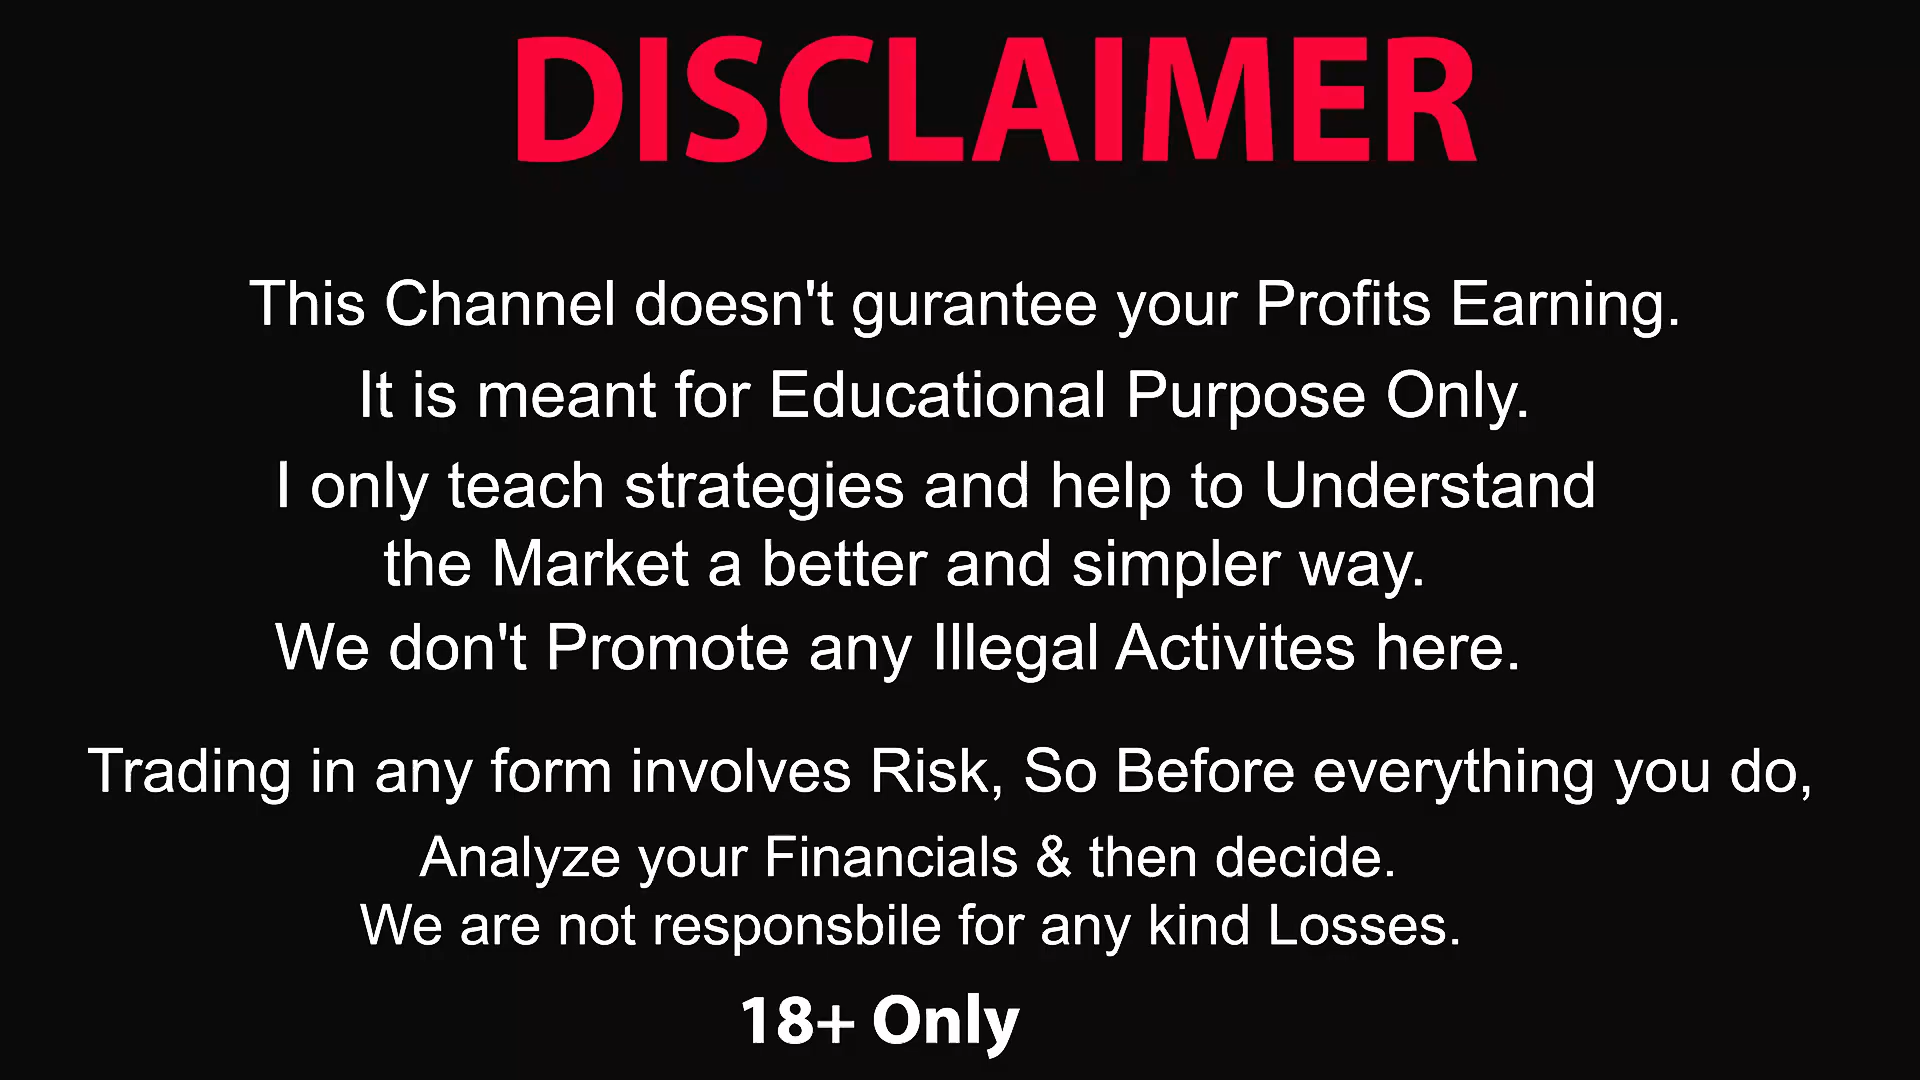 DISCLAIMER
This Channel doesn't gurantee your Profits Earning.
It is meant for Educational Purpose Only.
I only teach strategies and help to Understand
the Market a better and simpler way.
We don't Promote any Illegal Activites here.
Trading in any form involves Risk, So Before everything you do,
Analyze your Financials & then decide.
We are not responsbile for any kind Losses.
18+ Only